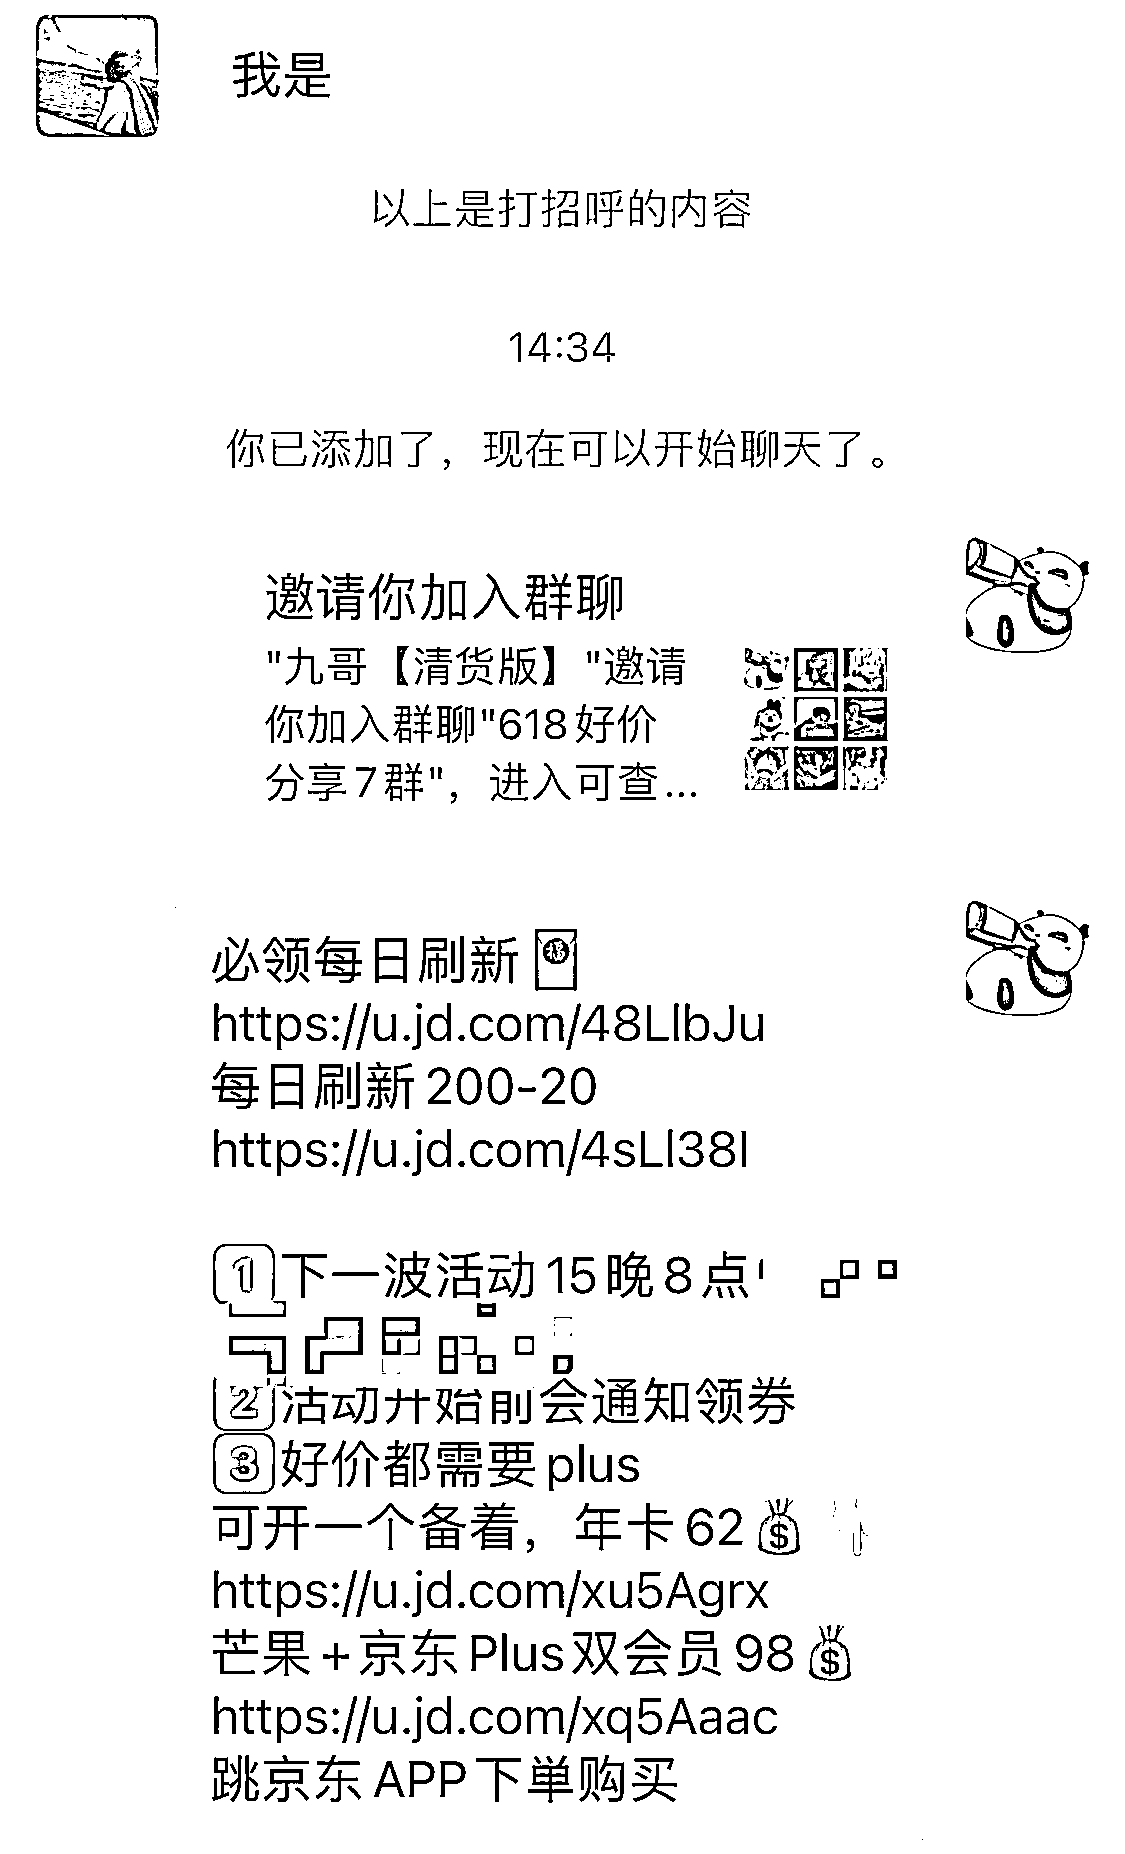 我是
以上是打招呼的内容
14:34
你已添加了，现在可以开始聊天了。
邀请你加入群聊
"九哥【清货版】"邀请
你加入群聊"618好价
分享7群"，进入可查...
必领每日刷新
https://u.jd.com/48LlbJu
每日刷新200-20
https://u.jd.com/4sLl38l
1下一波活动15晚8点
2活动开始前会通知领券
3好价都需要plus
可开一个备着，年卡62💰
https://u.jd.com/xu5Agrx
芒果+京东Plus双会员98💰
https://u.jd.com/xq5Aaac
跳京东APP下単购买